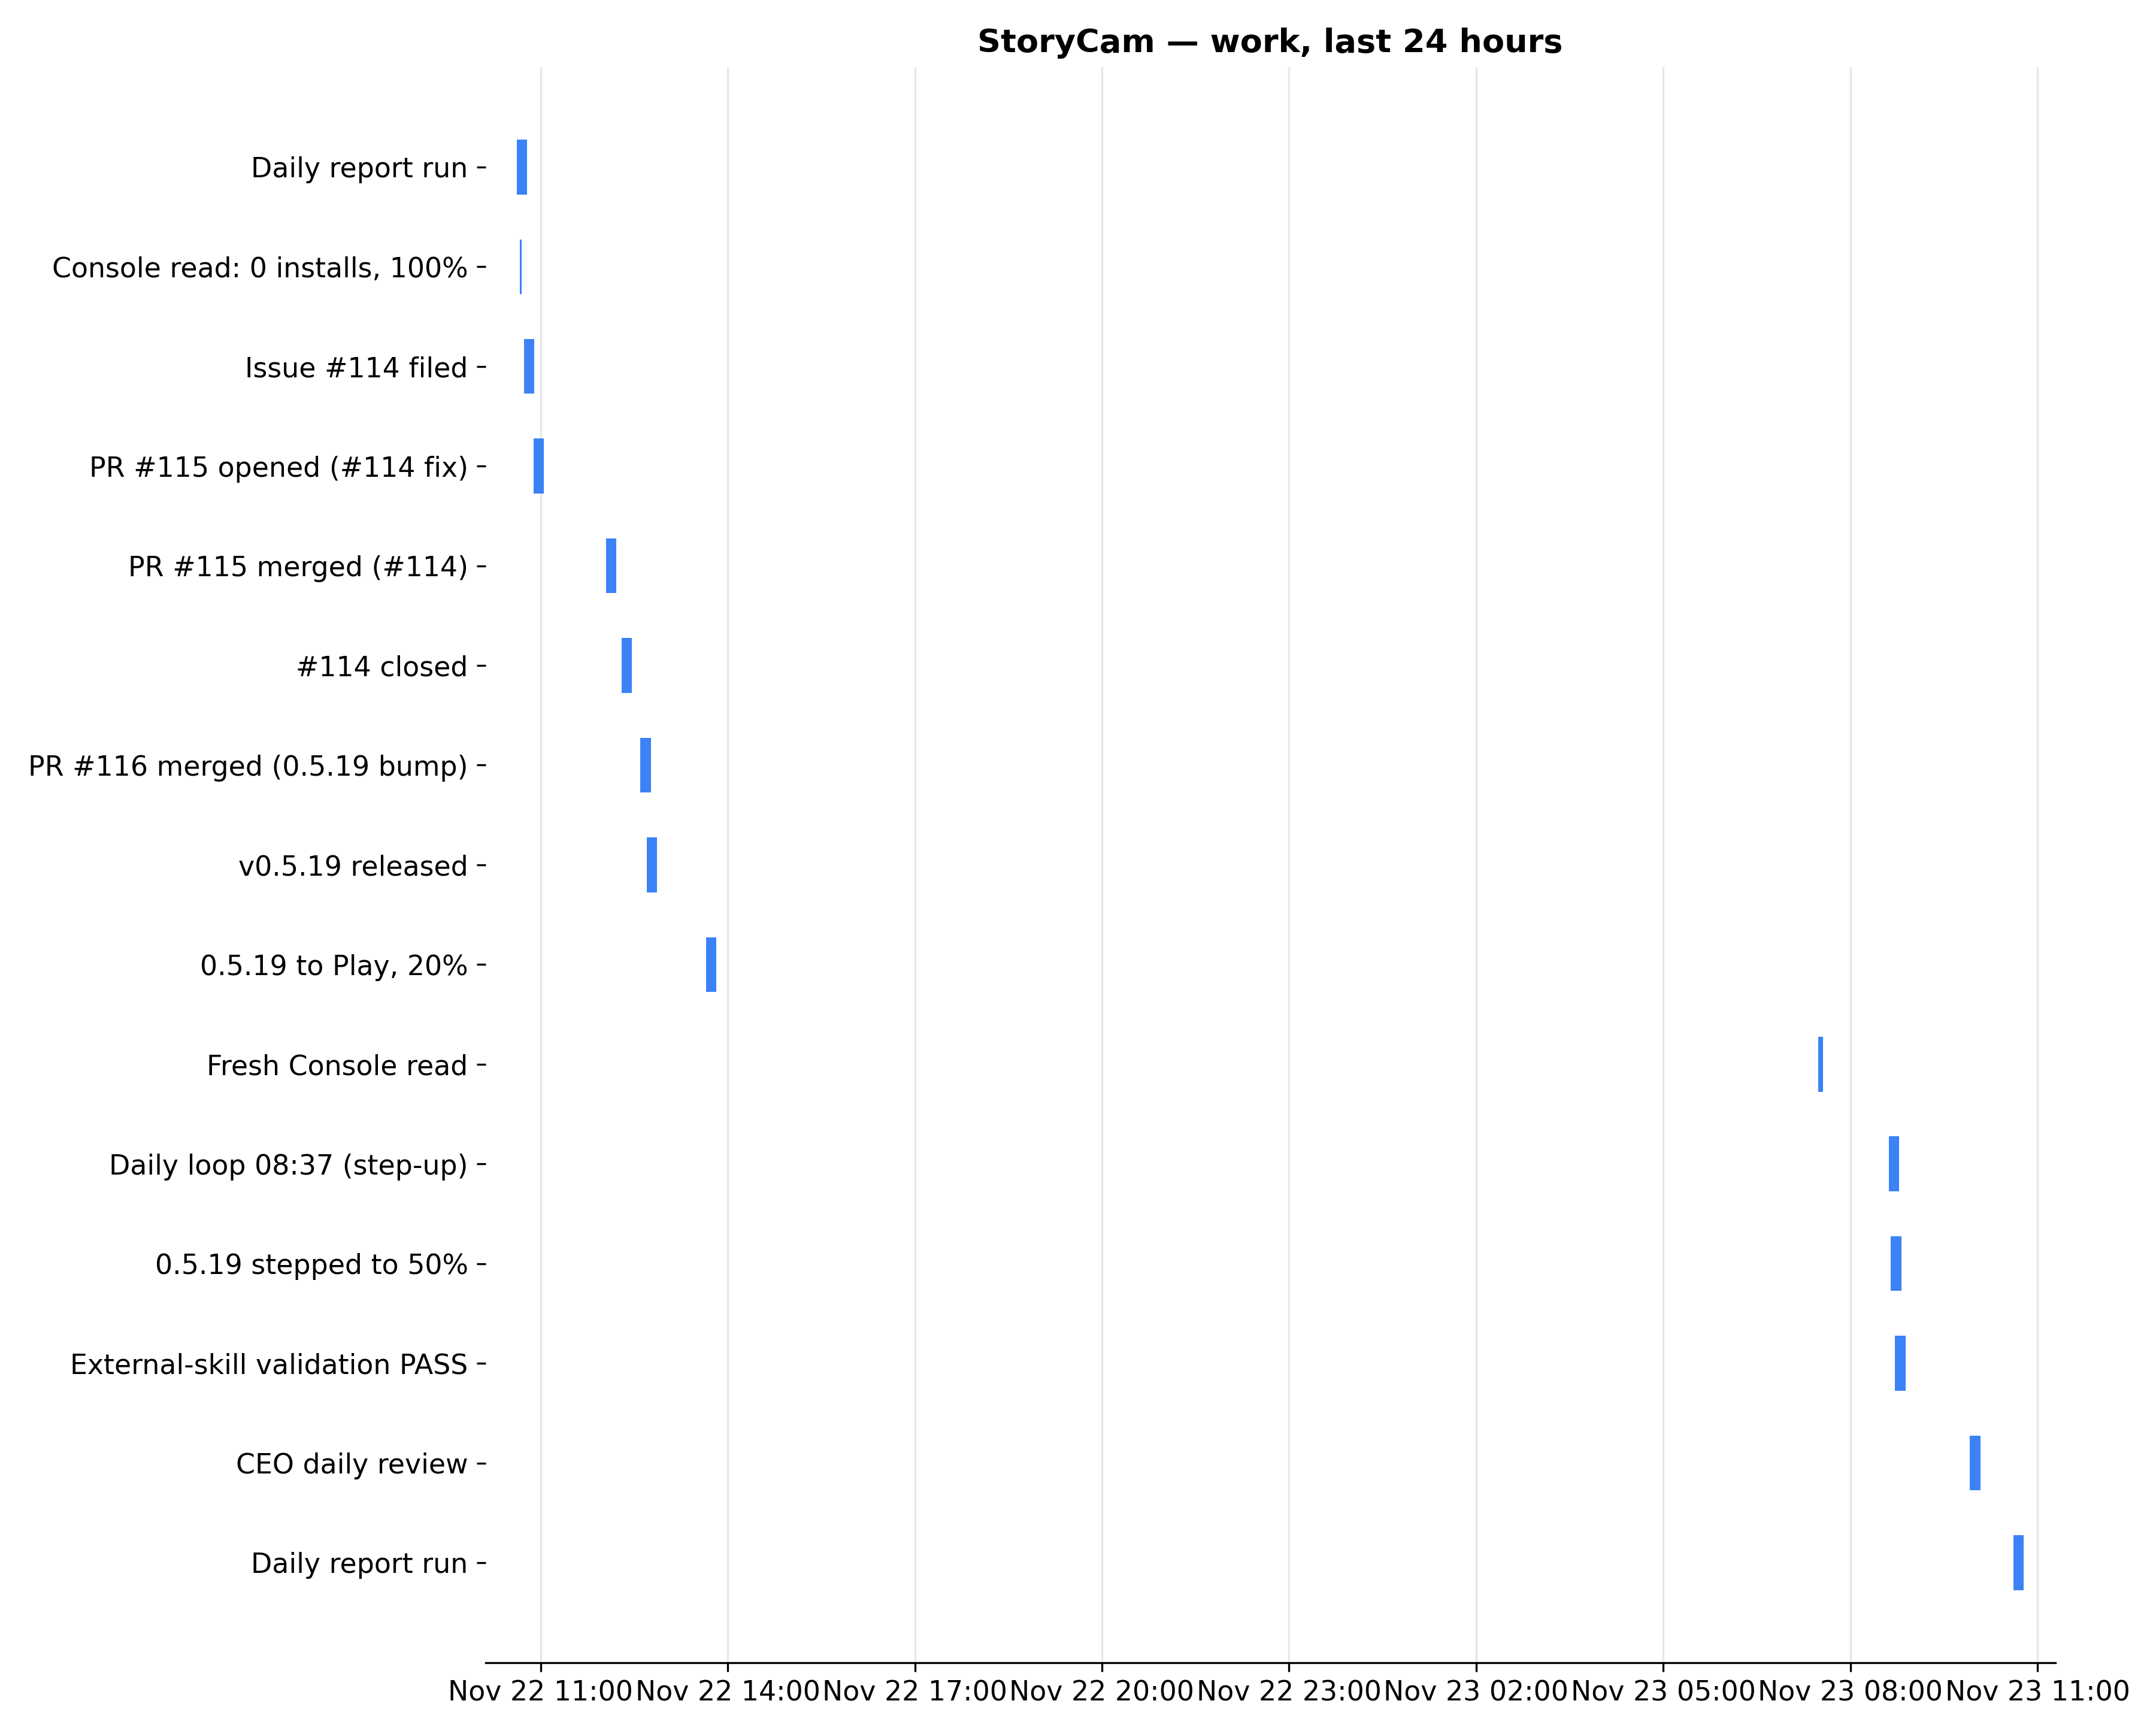 StoryCam — work, last 24 hours
Daily report run
Console read: 0 installs, 100%
Issue #114 filed
PR #115 opened (#114 fix)
PR #115 merged (#114)
#114 closed
PR #116 merged (0.5.19 bump)
v0.5.19 released
0.5.19 to Play, 20%
Fresh Console read
Daily loop 08:37 (step-up)
0.5.19 stepped to 50%
External-skill validation PASS
CEO daily review
Daily report run
Nov 22 11:00 Nov 22 14:00 Nov 22 17:00 Nov 22 20:00 Nov 22 23:00 Nov 23 02:00 Nov 23 05:00 Nov 23 08:00 Nov 23 11:00